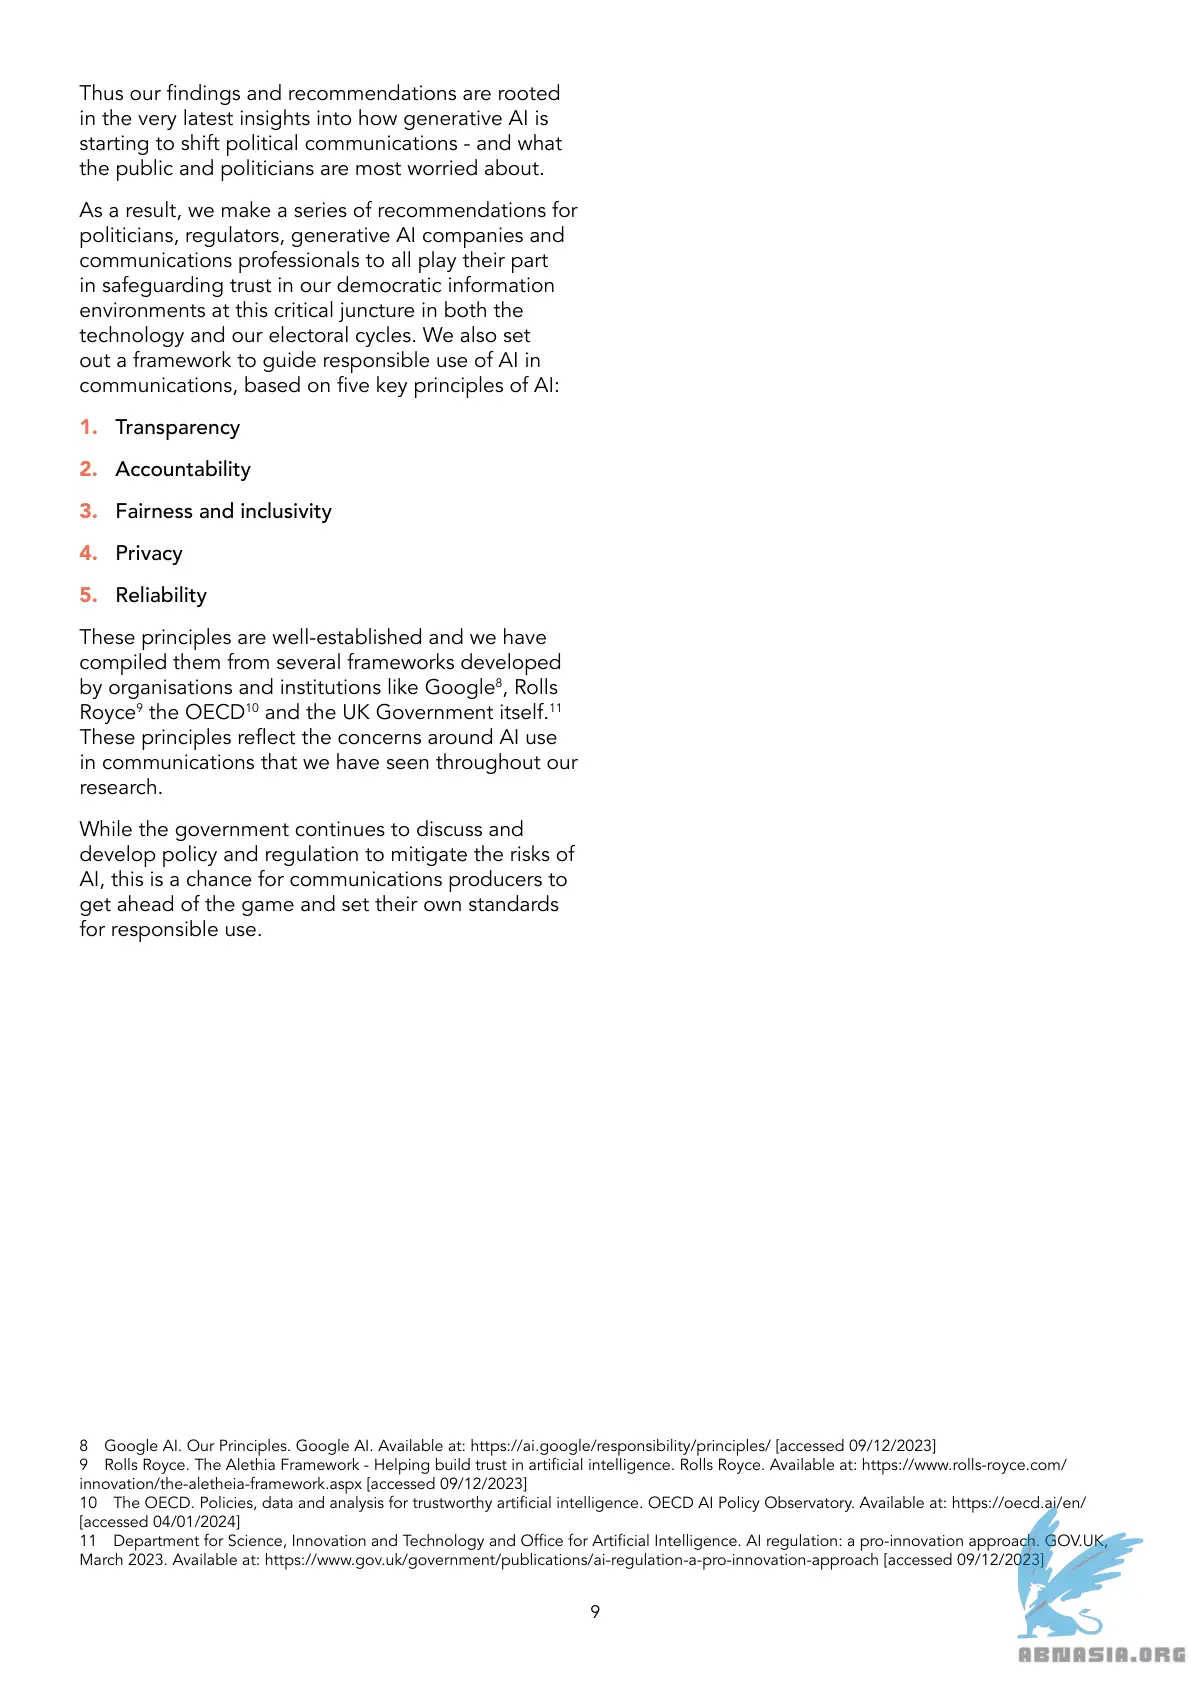 Thus our findings and recommendations are rooted
in the very latest insights into how generative AI is
starting to shift political communications - and what
the public and politicians are most worried about.
As a result, we make a series of recommendations for
politicians, regulators, generative AI companies and
communications professionals to all play their part
in safeguarding trust in our democratic information
environments at this critical juncture in both the
technology and our electoral cycles. We also set
out a framework to guide responsible use of AI in
communications, based on five key principles of AI:
1. Transparency
2. Accountability
3. Fairness and inclusivity
4. Privacy
5. Reliability
These principles are well-established and we have
compiled them from several frameworks developed
by organisations and institutions like Google8, Rolls
Royce9 the OECD10 and the UK Government itself.11
These principles reflect the concerns around AI use
in communications that we have seen throughout our
research.
While the government continues to discuss and
develop policy and regulation to mitigate the risks of
AI, this is a chance for communications producers to
get ahead of the game and set their own standards
for responsible use.
8 Google AI. Our Principles. Google AI. Available at: https://ai.google/responsibility/principles/ [accessed 09/12/2023]
9 Rolls Royce. The Alethia Framework - Helping build trust in artificial intelligence. Rolls Royce. Available at: https://www.rolls-royce.com/
innovation/the-aletheia-framework.aspx [accessed 09/12/2023]
10 The OECD. Policies, data and analysis for trustworthy artificial intelligence. OECD AI Policy Observatory. Available at: https://oecd.ai/en/
[accessed 04/01/2024]
11 Department for Science, Innovation and Technology and Office for Artificial Intelligence. AI regulation: a pro-innovation approach. GOV.UK,
March 2023. Available at: https://www.gov.uk/government/publications/ai-regulation-a-pro-innovation-approach [accessed 09/12/2023]
9
ABNASIA.ORG